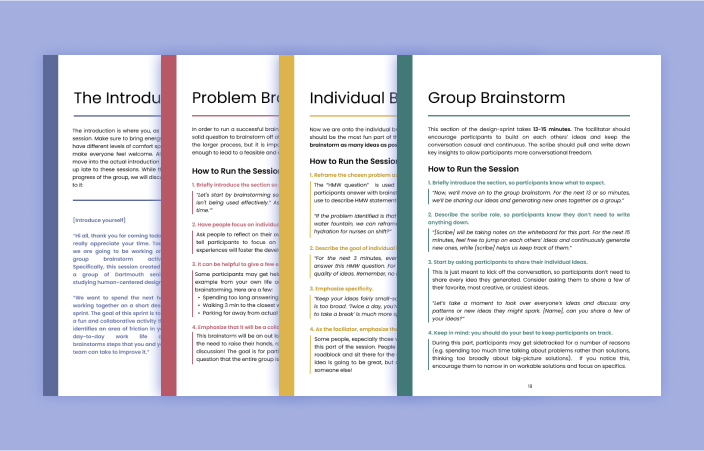 The Introdu
The introduction is where you, as
session. Make sure to bring energ
have different levels of comfort sp
make everyone feel welcome. A
move into the actual introduction
up late to these sessions. While th
progress of the group, we will disc
to it:
[Introduce yourself]
"Hi all, thank you for coming toda
really appreciate your time. To
we are going to be working o
group brainstorm activ
Specifically, this session created
a group of Dartmouth seni
studying human-centered desig
"We want to spend the next h
working together on a short des
sprint. The goal of this sprint is to
a fun and collaborative activity t
identifies an area of friction in y
day-to-day work life
brainstorms steps that you and y
team can take to improve it."
Problem Br
In order to run a successful brain
solid question to brainstorm off o
the larger process, but it is imp
enough to lead to a feasible and
How to Run the Sessio
1. Briefly introduce the section so
"Let's start by brainstorming so
isn't being used effectively." As
time."
2. Have people focus on individu
Ask people to reflect on their o
tell participants to focus on
experiences will foster the deve
3. It can be helpful to give a few e
Some participants may get help
example from your own life o
brainstorm. Here are a few:
• Spending too long answering
• Walking 3 min to the closest w
• Parking far away from actual
4. Emphasize that it will be a colla
This brainstorm will be an out lo
the need to raise their hands, r
discussion! The goal is for parti
question that the entire group is
Individual B
Now we are onto the individual br
should be the most fun part of t
brainstorm as many ideas as pos
How to Run the Session
1. Reframe the chosen problem a
The "HMW question" is used
participants answer with brainst
use to describe HMW statement
"If the problem identified is that
water fountain, we can reframe
hydration for nurses on shift?"
2. Describe the goal of individual
"For the next 3 minutes, ever
answer this HMW question. Fo
quality of ideas. Remember, no
3. Emphasize specificity.
"Keep your ideas fairly small-sc
is too broad. 'Twice a day, you'
to take a break' is much more s
4. As the facilitator, emphasize th
Some people, especially those w
this part of the session. People
roadblock and sit there for the
idea is going to be great, but
someone else!
Group Brainstorm
This section of the design-sprint takes 12-15 minutes. The facilitator should
encourage participants to build on each others' ideas and keep the
conversation casual and continuous. The scribe should pull and write down
key insights to allow participants more conversational freedom.
How to Run the Session
1. Briefly introduce the section, so participants know what to expect.
"Now, we'll move on to the group brainstorm. For the next 13 or so minutes,
we'll be sharing our ideas and generating new ones together as a group."
2. Describe the scribe role, so participants know they don't need to write
anything down.
"[Scribe] will be taking notes on the whiteboard for this part. For the next 15
minutes, feel free to jump on each others' ideas and continuously generate
new ones, while [scribe] helps us keep track of them."
3. Start by asking participants to share their individual ideas.
This is just meant to kick off the conversation, so participants don't need to
share every idea they generated. Consider asking them to share a few of
their favorite, most creative, or craziest ideas.
"Let's take a moment to look over everyone's ideas and discuss any
patterns or new ideas they might spark. [Name], can you share a few of
your ideas?"
4. Keep in mind: you should do your best to keep participants on track.
During this part, participants may get sidetracked for a number of reasons
(e.g. spending too much time talking about problems rather than solutions,
thinking too broadly about big-picture solutions). If you notice this,
encourage them to narrow in on workable solutions and focus on specifics.
18